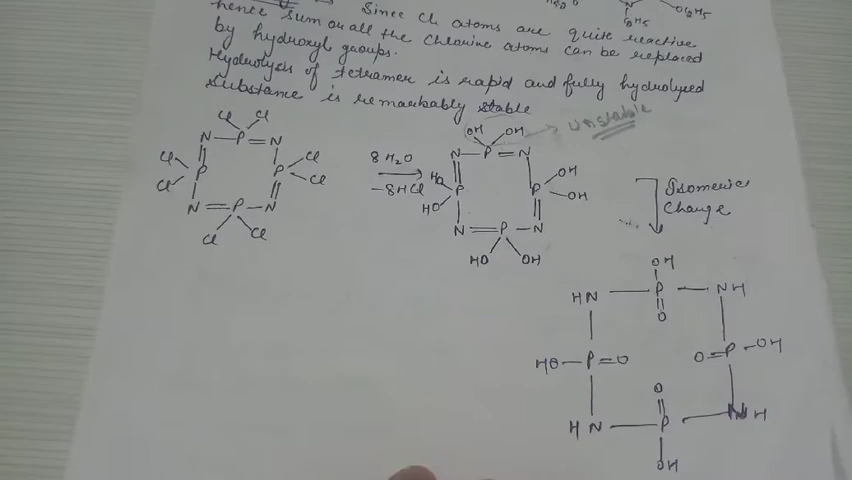 Since Cl atoms are quite reactive
hence all the Chlorine atoms can be replaced
by hydroxyl groups.
Hydrolysis of tetramer is rapid and fully hydrolysed
Substance is remarkably stable
Unstable
Cl Cl
N P N
Cl Cl P P Cl Cl
N P N
Cl Cl
8 H2O
-8HCl
OH OH
N P N
HO HO P P OH OH
N P N
HO OH
Isomeric
Change
OH
HN P NH
O
HO P O O P OH
O
HN P NH
OH